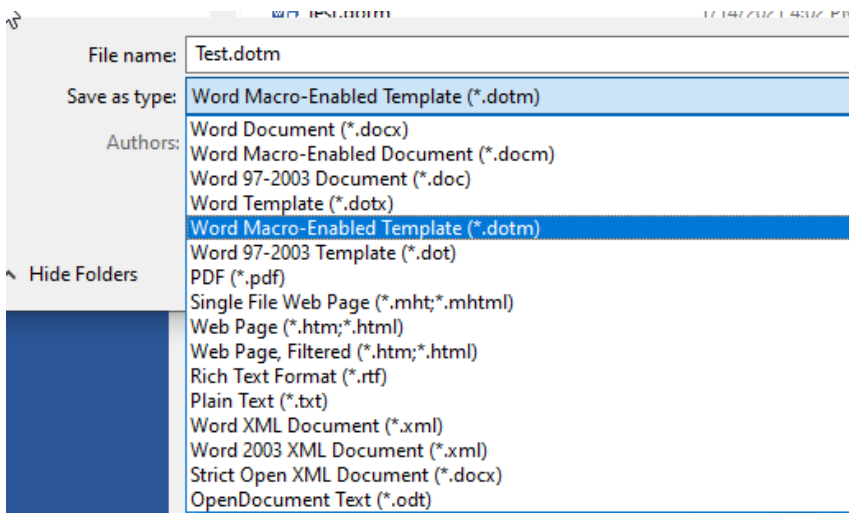 Test.dotm
File name: Test.dotm
Save as type: Word Macro-Enabled Template (*.dotm)
Authors:
Word Document (*.docx)
Word Macro-Enabled Document (*.docm)
Word 97-2003 Document (*.doc)
Word Template (*.dotx)
Word Macro-Enabled Template (*.dotm)
Word 97-2003 Template (*.dot)
Hide Folders
PDF (*.pdf)
Single File Web Page (*.mht;*.mhtml)
Web Page (*.htm;*.html)
Web Page, Filtered (*.htm;*.html)
Rich Text Format (*.rtf)
Plain Text (*.txt)
Word XML Document (*.xml)
Word 2003 XML Document (*.xml)
Strict Open XML Document (*.docx)
OpenDocument Text (*.odt)